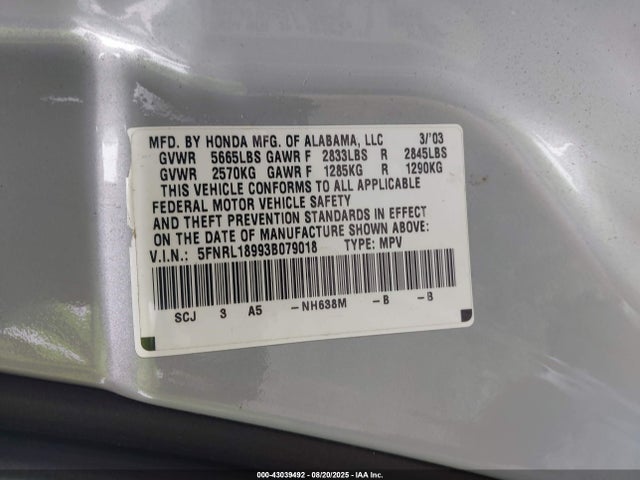 MFD. BY HONDA MFG. OF ALABAMA, LLC 3/'03
GVWR 5665LBS GAWR F 2833LBS R 2845LBS
GVWR 2570KG GAWR F 1285KG R 1290KG
THIS VEHICLE CONFORMS TO ALL APPLICABLE
FEDERAL MOTOR VEHICLE SAFETY
AND THEFT PREVENTION STANDARDS IN EFFECT
ON THE DATE OF MANUFACTURE SHOWN ABOVE:
V.I.N.: 5FNRL18993B079018 TYPE: MPV
SCJ 3 A5 -NH638M -B -B
000-43039492 - 08/20/2025 - IAA Inc.